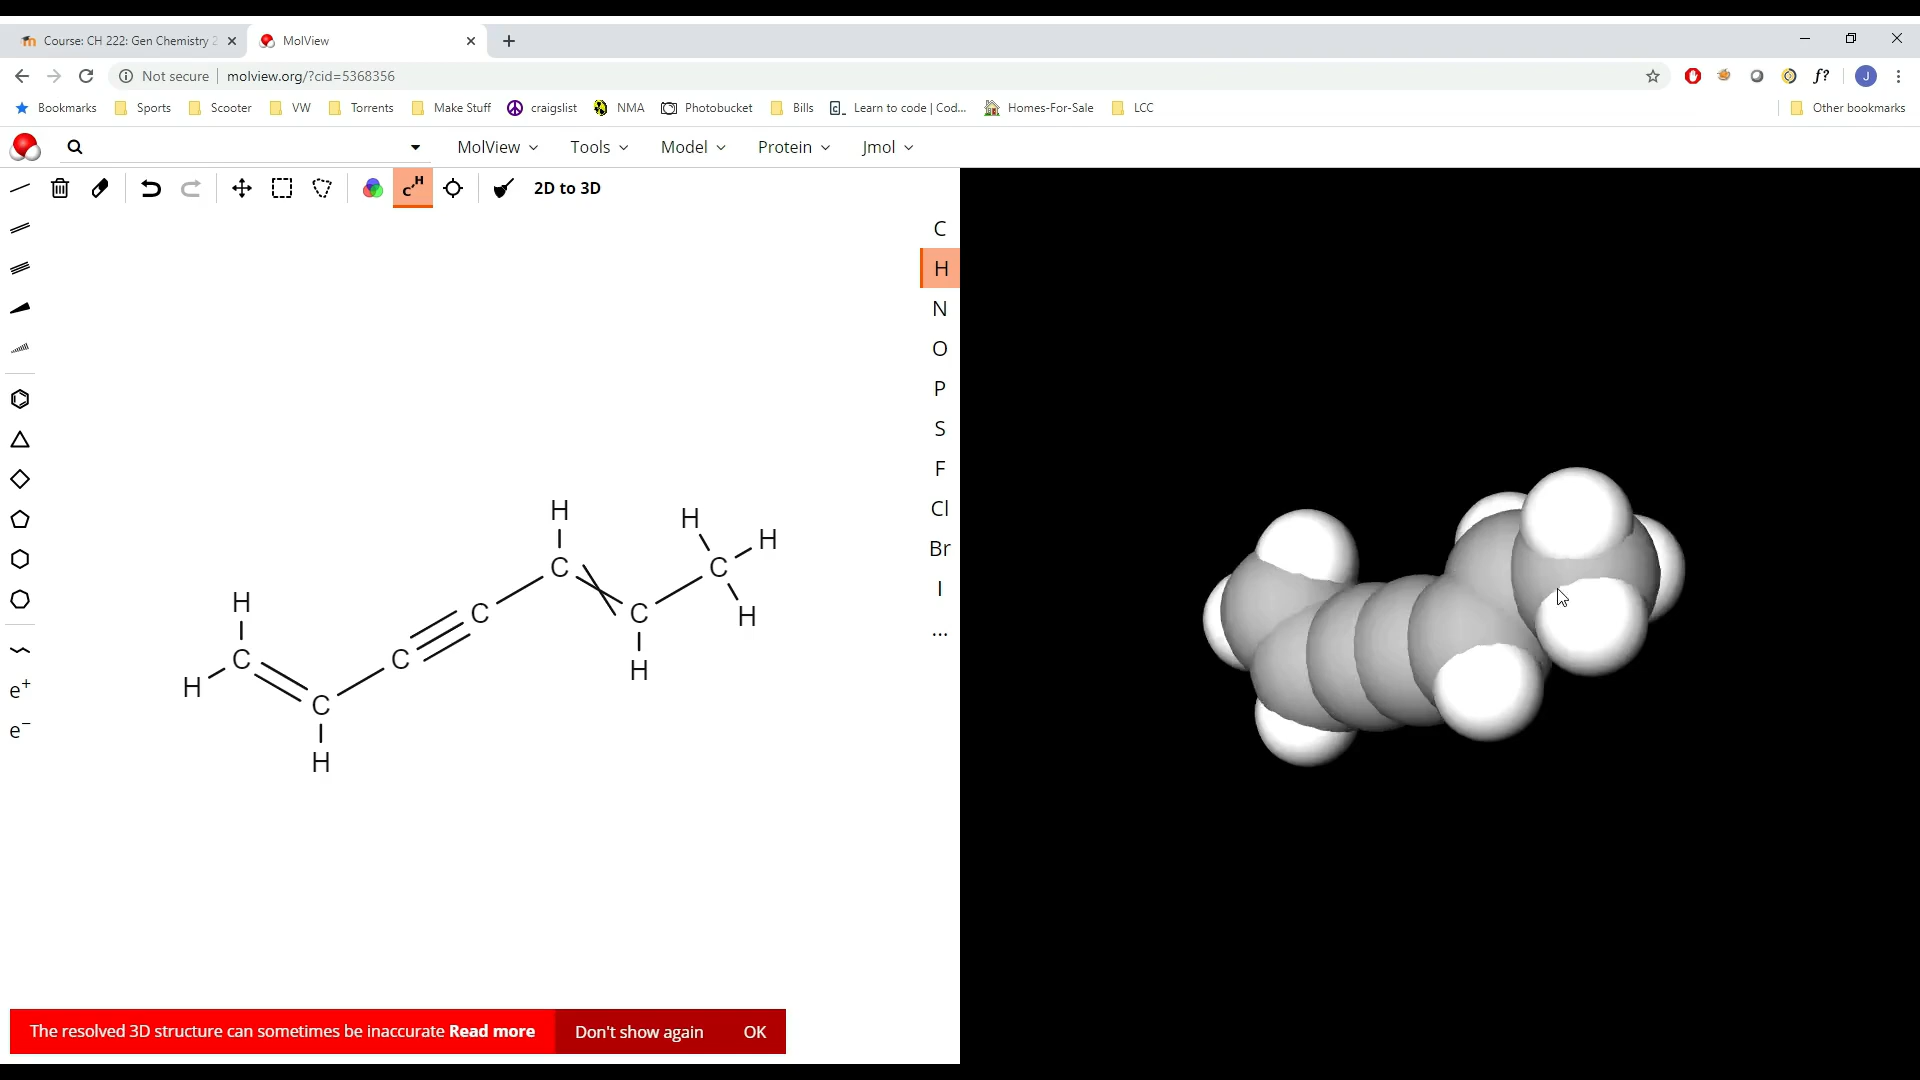 Course: CH 222: Gen Chemistry 2
MolView
Not secure
molview.org/?cid=5368356
f?
J
Bookmarks
Sports
Scooter
VW
Torrents
Make Stuff
craigslist
NMA
Photobucket
Bills
Learn to code | Cod...
Homes-For-Sale
LCC
Other bookmarks
MolView
Tools
Model
Protein
Jmol
C H
2D to 3D
C
H
N
O
P
S
F
Cl
Br
I
...
e+
e−
H
H H
C C
H C C H
H
C C H
H C
H
The resolved 3D structure can sometimes be inaccurate Read more
Don't show again
OK